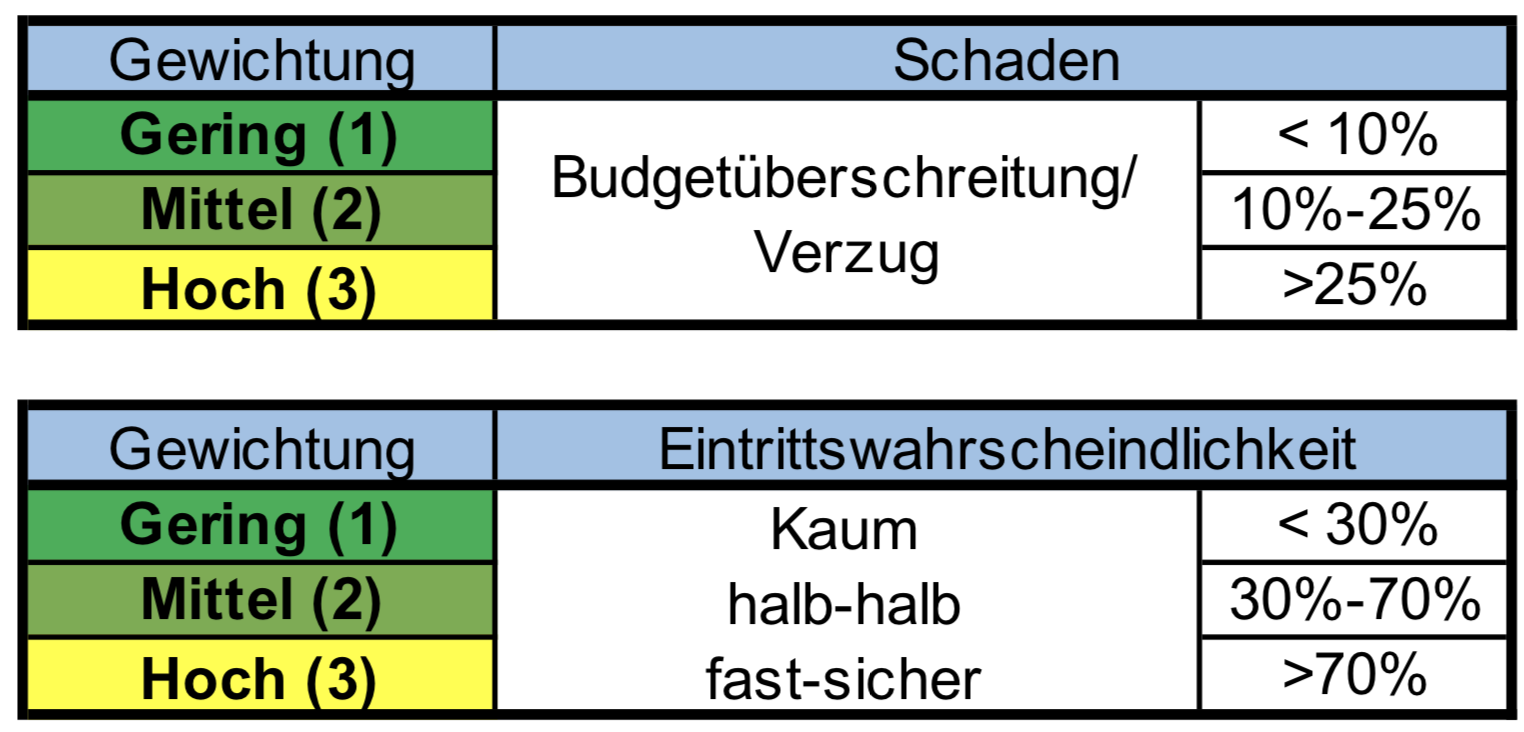 Gewichtung Schaden
Gering (1) < 10%
Budgetüberschreitung/
Mittel (2) 10%-25%
Verzug
Hoch (3) >25%
Gewichtung Eintrittswahrscheindlichkeit
Gering (1) Kaum < 30%
Mittel (2) halb-halb 30%-70%
Hoch (3) fast-sicher >70%